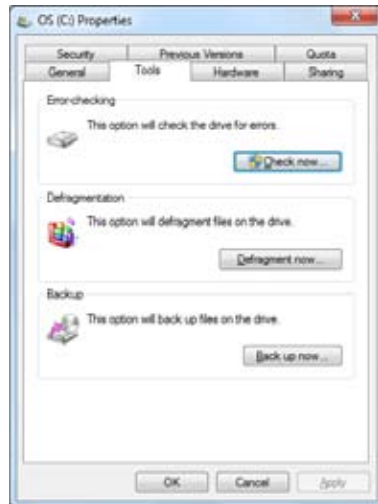 OS (C:) Properties
Security Previous Versions Quota
General Tools Hardware Sharing
Error-checking
This option will check the drive for errors.
Check now...
Defragmentation
This option will defragment files on the drive.
Defragment now...
Backup
This option will back up files on the drive.
Back up now...
OK Cancel Apply